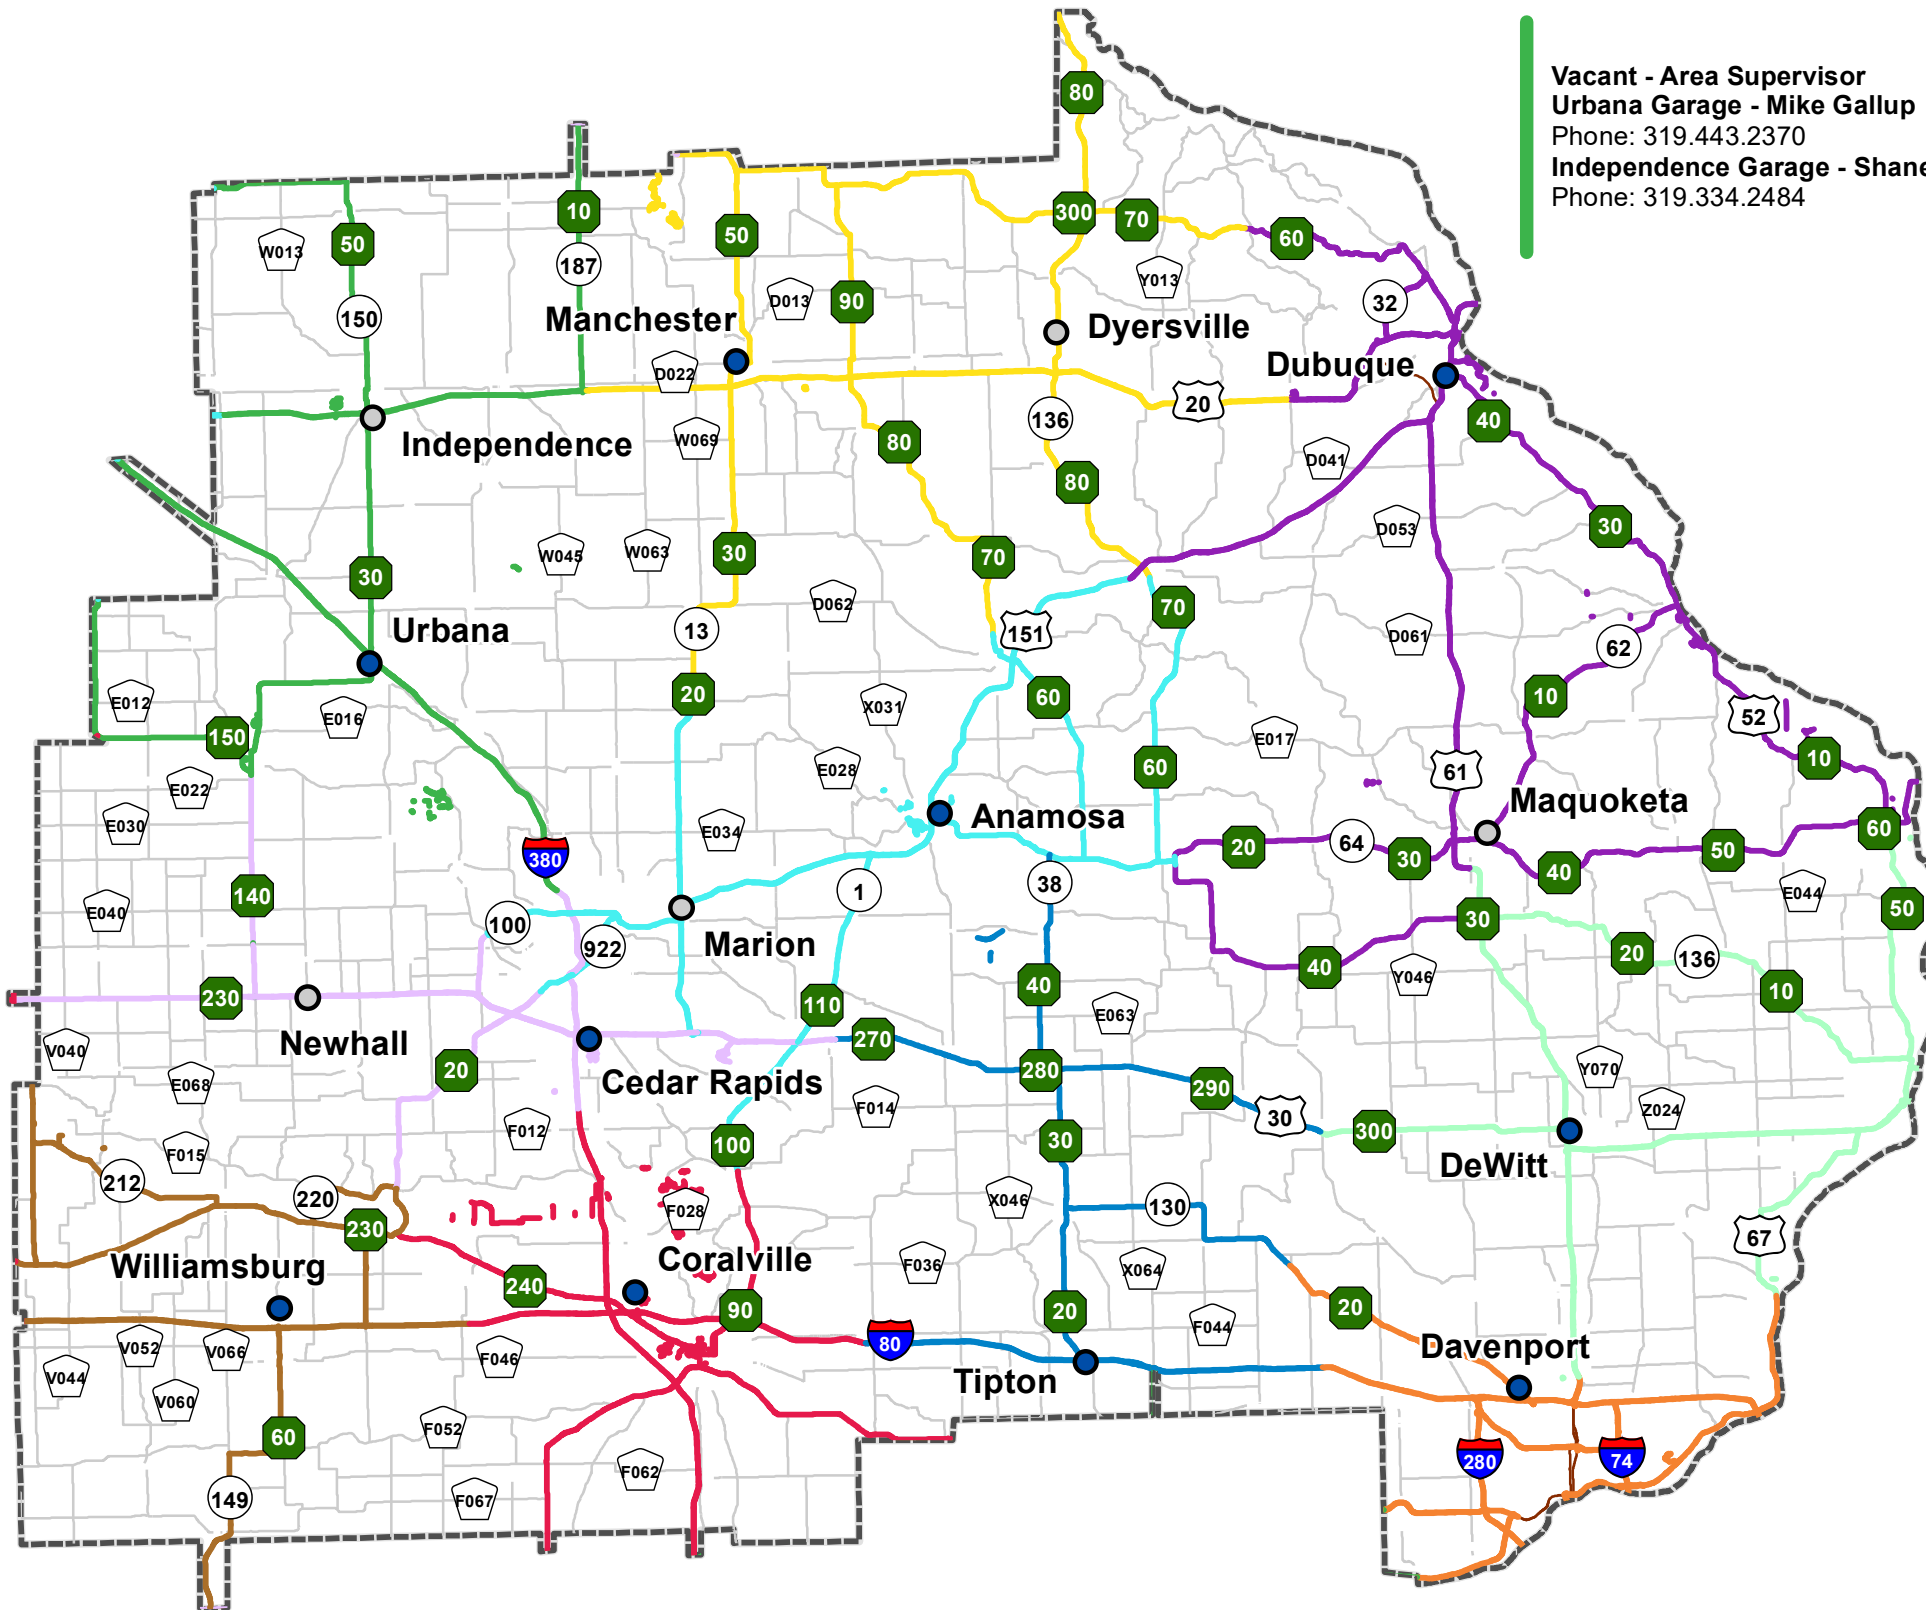 Vacant - Area Supervisor
Urbana Garage - Mike Gallup
Phone: 319.443.2370
Independence Garage - Shane
Phone: 319.334.2484
80
10
50
300
70
60
W013
50
187
D013
90
Y013
32
150
Manchester
Dyersville
Dubuque
D022
20
136
40
Independence
W069
80
D041
80
30
D053
W045
W063
30
70
30
D062
70
Urbana
13
151
D061
62
E012
E016
20
X031
60
10
52
150
E017
E022
E028
60
61
10
E030
E034
Anamosa
Maquoketa
60
380
20
64
30
50
40
140
1
38
E044
E040
100
30
50
922
Marion
20
136
40
Y046
230
110
40
10
Newhall
E063
270
V040
20
280
Y070
E068
Cedar Rapids
290
F014
30
Z024
F012
300
F015
100
30
DeWitt
212
220
F028
X046
130
230
67
Williamsburg
Coralville
F036
X064
240
90
20
20
F044
V052
V066
80
Davenport
V044
F046
Tipton
V060
F052
60
280
74
F062
149
F067